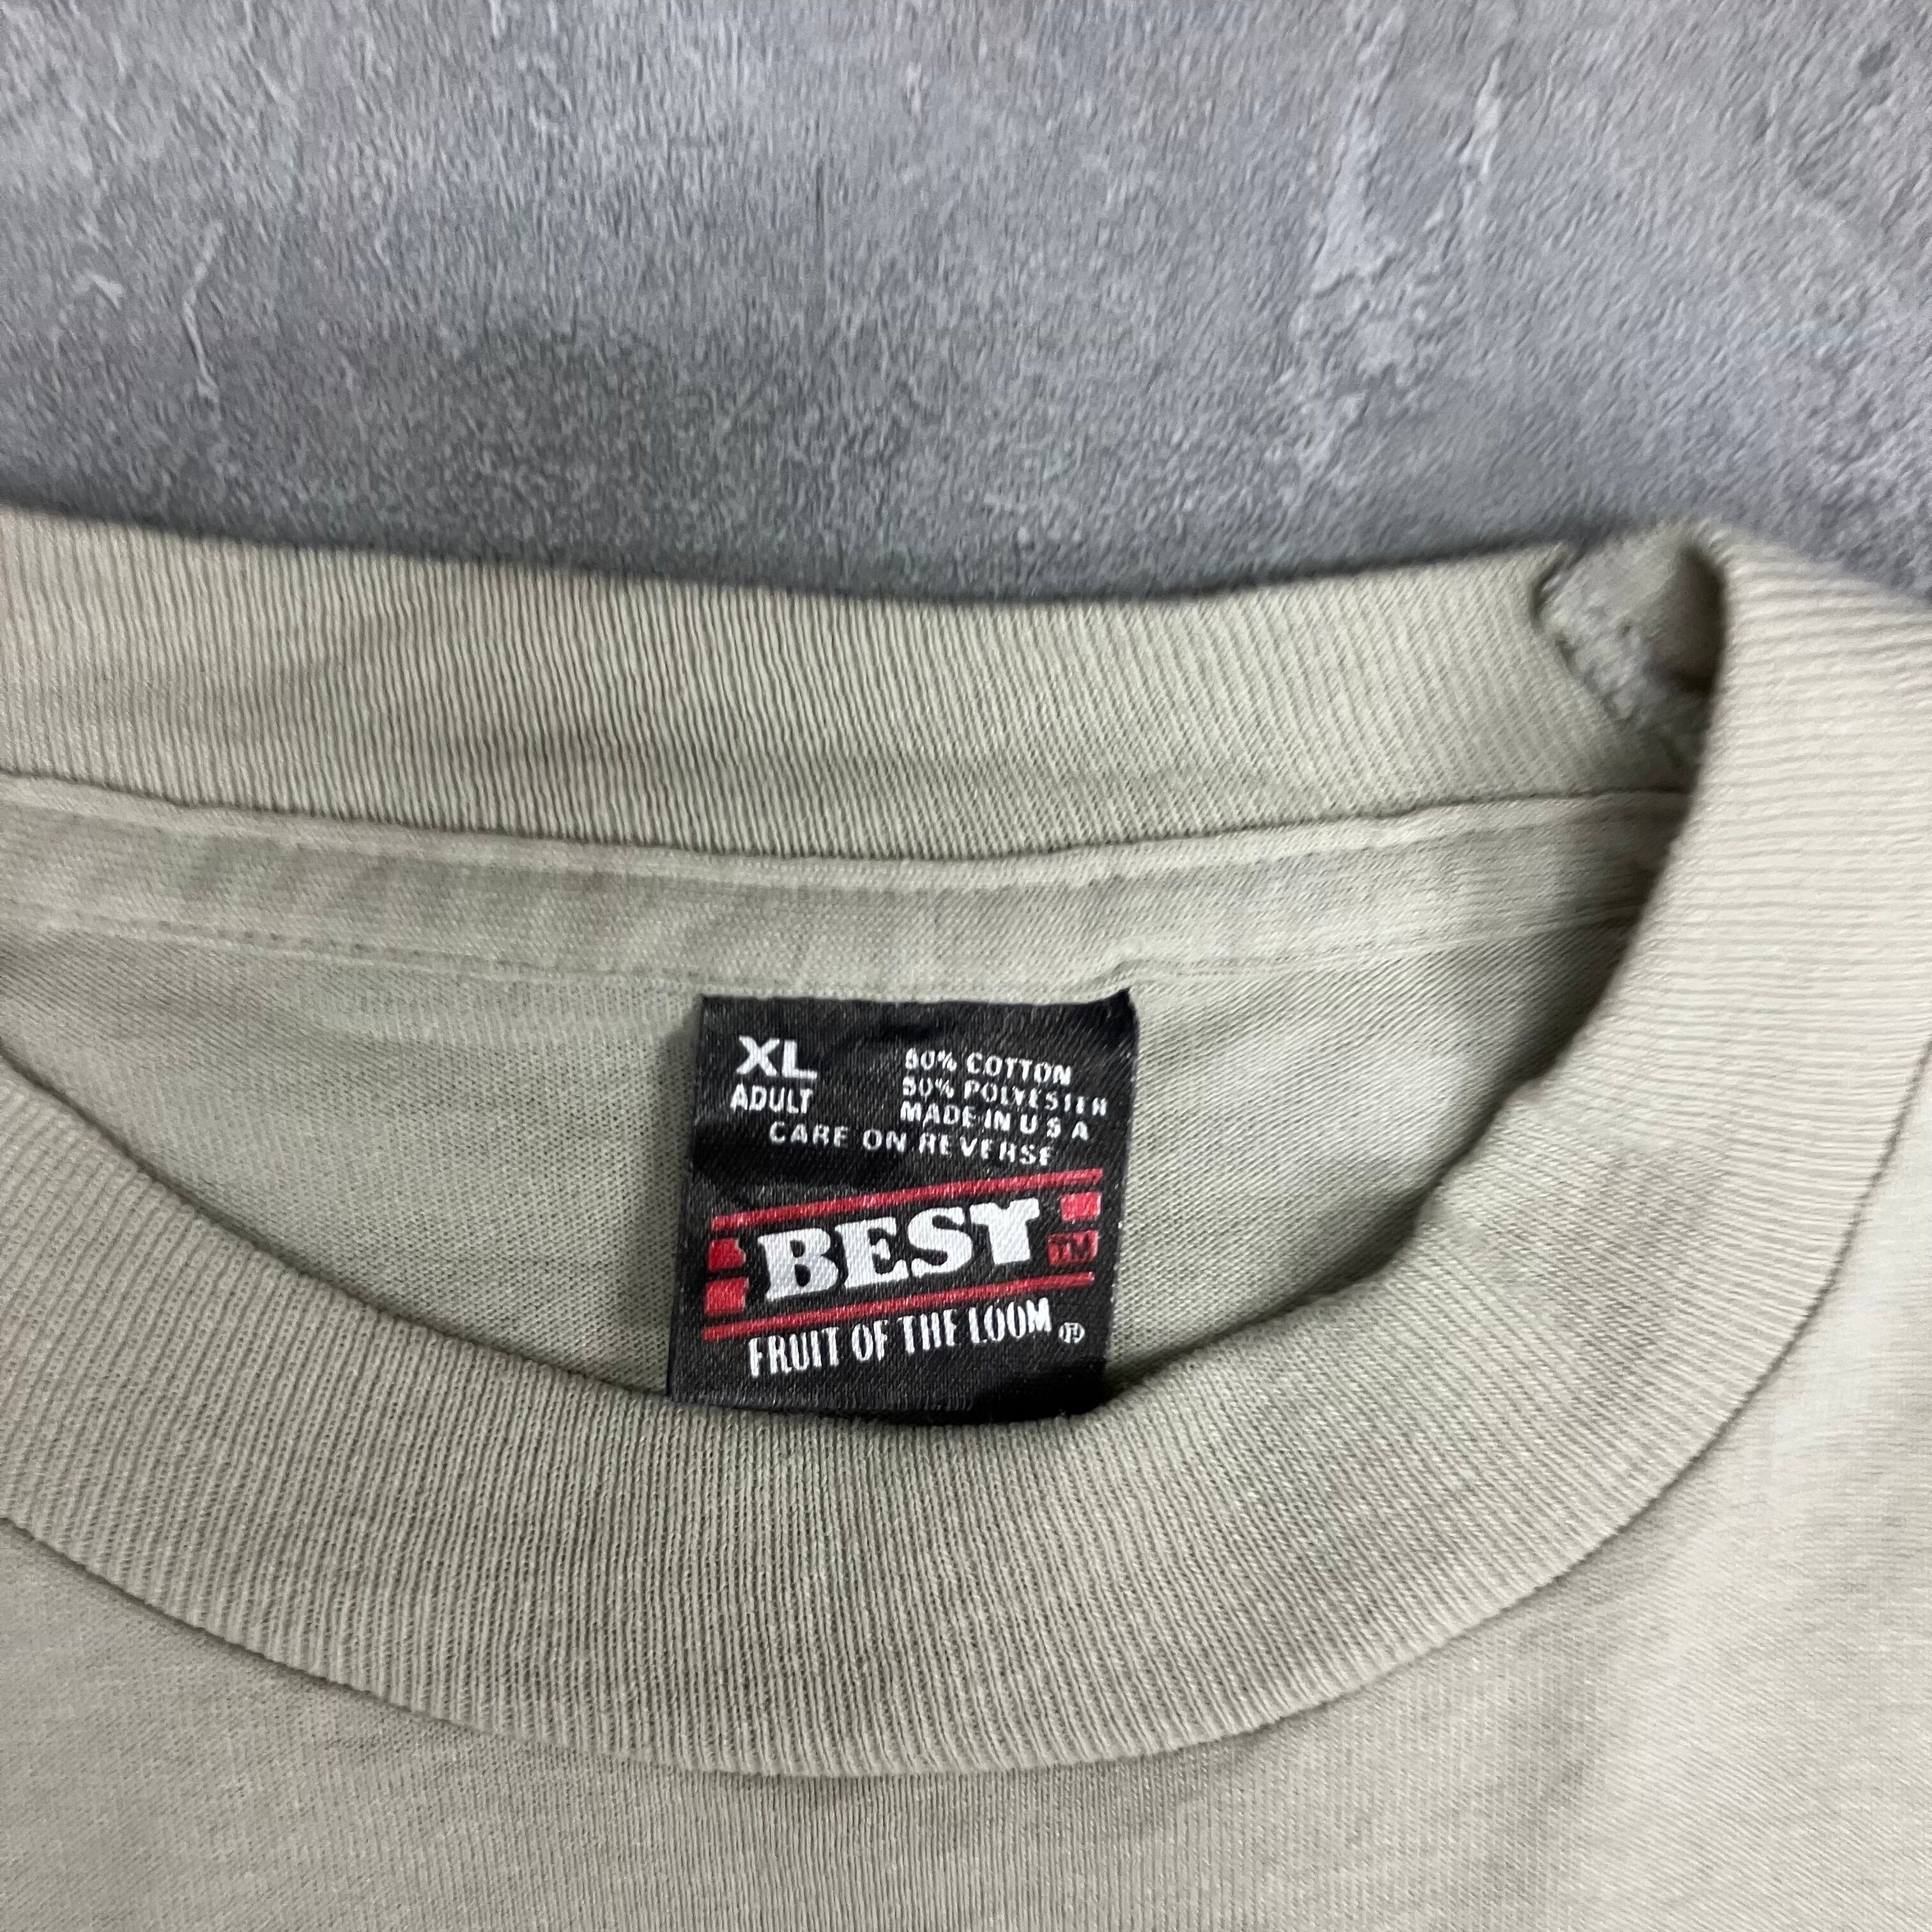 XL
ADULT
50% COTTON
50% POLYESTER
MADE IN U S A
CARE ON REVERSE
BEST TM
FRUIT OF THE LOOM ®